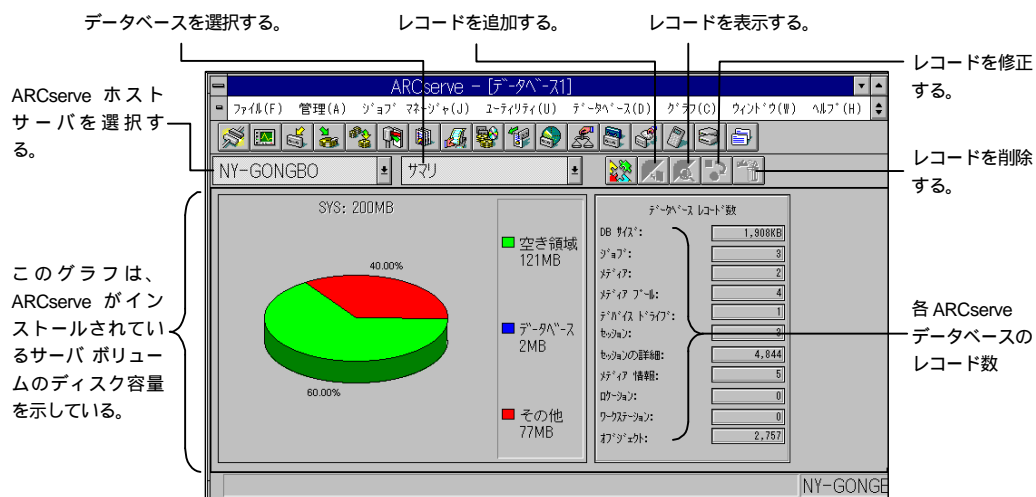 データベースを選択する。
レコードを追加する。
レコードを表示する。
レコードを修正
する。
ARCserve ホスト
サーバを選択す
る。
ARCserve - [ﾃﾞｰﾀﾍﾞｰｽ1]
ﾌｧｲﾙ(F) 管理(A) ｼﾞｮﾌﾞ ﾏﾈｰｼﾞｬ(J) ﾕｰﾃｨﾘﾃｨ(U) ﾃﾞｰﾀﾍﾞｰｽ(D) ｸﾞﾗﾌ(C) ｳｨﾝﾄﾞｳ(W) ﾍﾙﾌﾟ(H)
NY-GONGBO
ｻﾏﾘ
レコードを削除
する。
SYS: 200MB
40.00%
60.00%
空き領域
121MB
ﾃﾞｰﾀﾍﾞｰｽ
2MB
その他
77MB
ﾃﾞｰﾀﾍﾞｰｽ ﾚｺｰﾄﾞ数
DB ｻｲｽﾞ: 1,908KB
ｼﾞｮﾌﾞ: 3
ﾒﾃﾞｨｱ: 2
ﾒﾃﾞｨｱ ﾌﾟｰﾙ: 4
ﾃﾞﾊﾞｲｽ ﾄﾞﾗｲﾌﾞ: 1
ｾｯｼｮﾝ: 3
ｾｯｼｮﾝの詳細: 4,844
ﾒﾃﾞｨｱ 情報: 5
ﾛｹｰｼｮﾝ: 0
ﾜｰｸｽﾃｰｼｮﾝ: 0
ｵﾌﾞｼﾞｪｸﾄ: 2,757
このグラフは、
ARCserve がイン
ストールされてい
るサーバ ボリュー
ムのディスク容量
を示している。
各 ARCserve
データベースの
レコード数
NY-GONGE